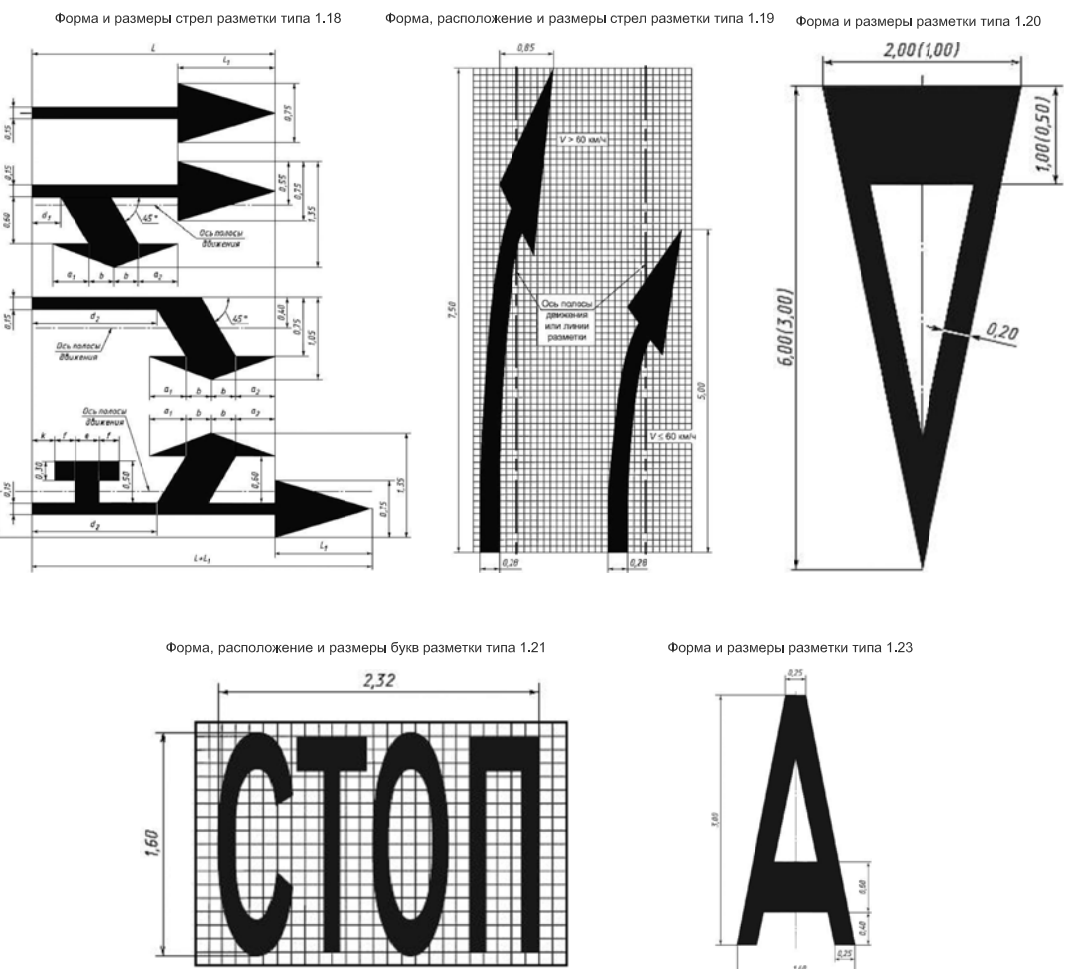 Форма и размеры стрел разметки типа 1.18
L
L₁
0,15
0,75
0,15
0,60
d₁
45°
Ось полосы
движения
0,55
0,75
1,35
a₁ b b a₂
0,15
d₂
45°
0,40
0,75
1,05
Ось полосы
движения
a₁ b b a₂
Ось полосы
движения
a₁ b b a₂
k f e f
0,30
0,50
0,15
0,60
0,75
1,35
d₂
L₁
L+L₁
Форма, расположение и размеры стрел разметки типа 1.19
0,85
V > 60 км/ч
7,50
Ось полосы
движения
или линии
разметки
5,00
V ≤ 60 км/ч
0,28
0,28
Форма и размеры разметки типа 1.20
2,00(1,00)
1,00(0,50)
6,00(3,00)
0,20
Форма, расположение и размеры букв разметки типа 1.21
2,32
1,60
СТОП
Форма и размеры разметки типа 1.23
0,25
А
0,60
0,40
0,25